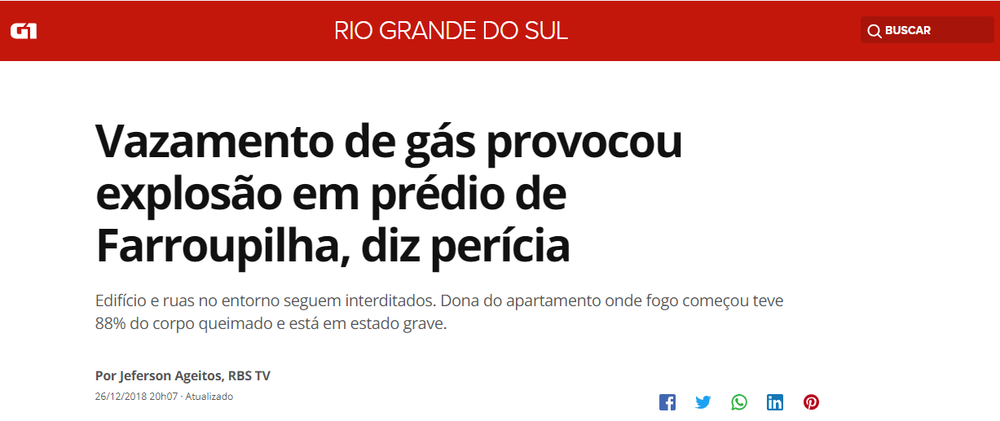 G1
RIO GRANDE DO SUL
BUSCAR
Vazamento de gás provocou
explosão em prédio de
Farroupilha, diz perícia
Edifício e ruas no entorno seguem interditados. Dona do apartamento onde fogo começou teve
88% do corpo queimado e está em estado grave.
Por Jeferson Ageitos, RBS TV
26/12/2018 20h07 · Atualizado